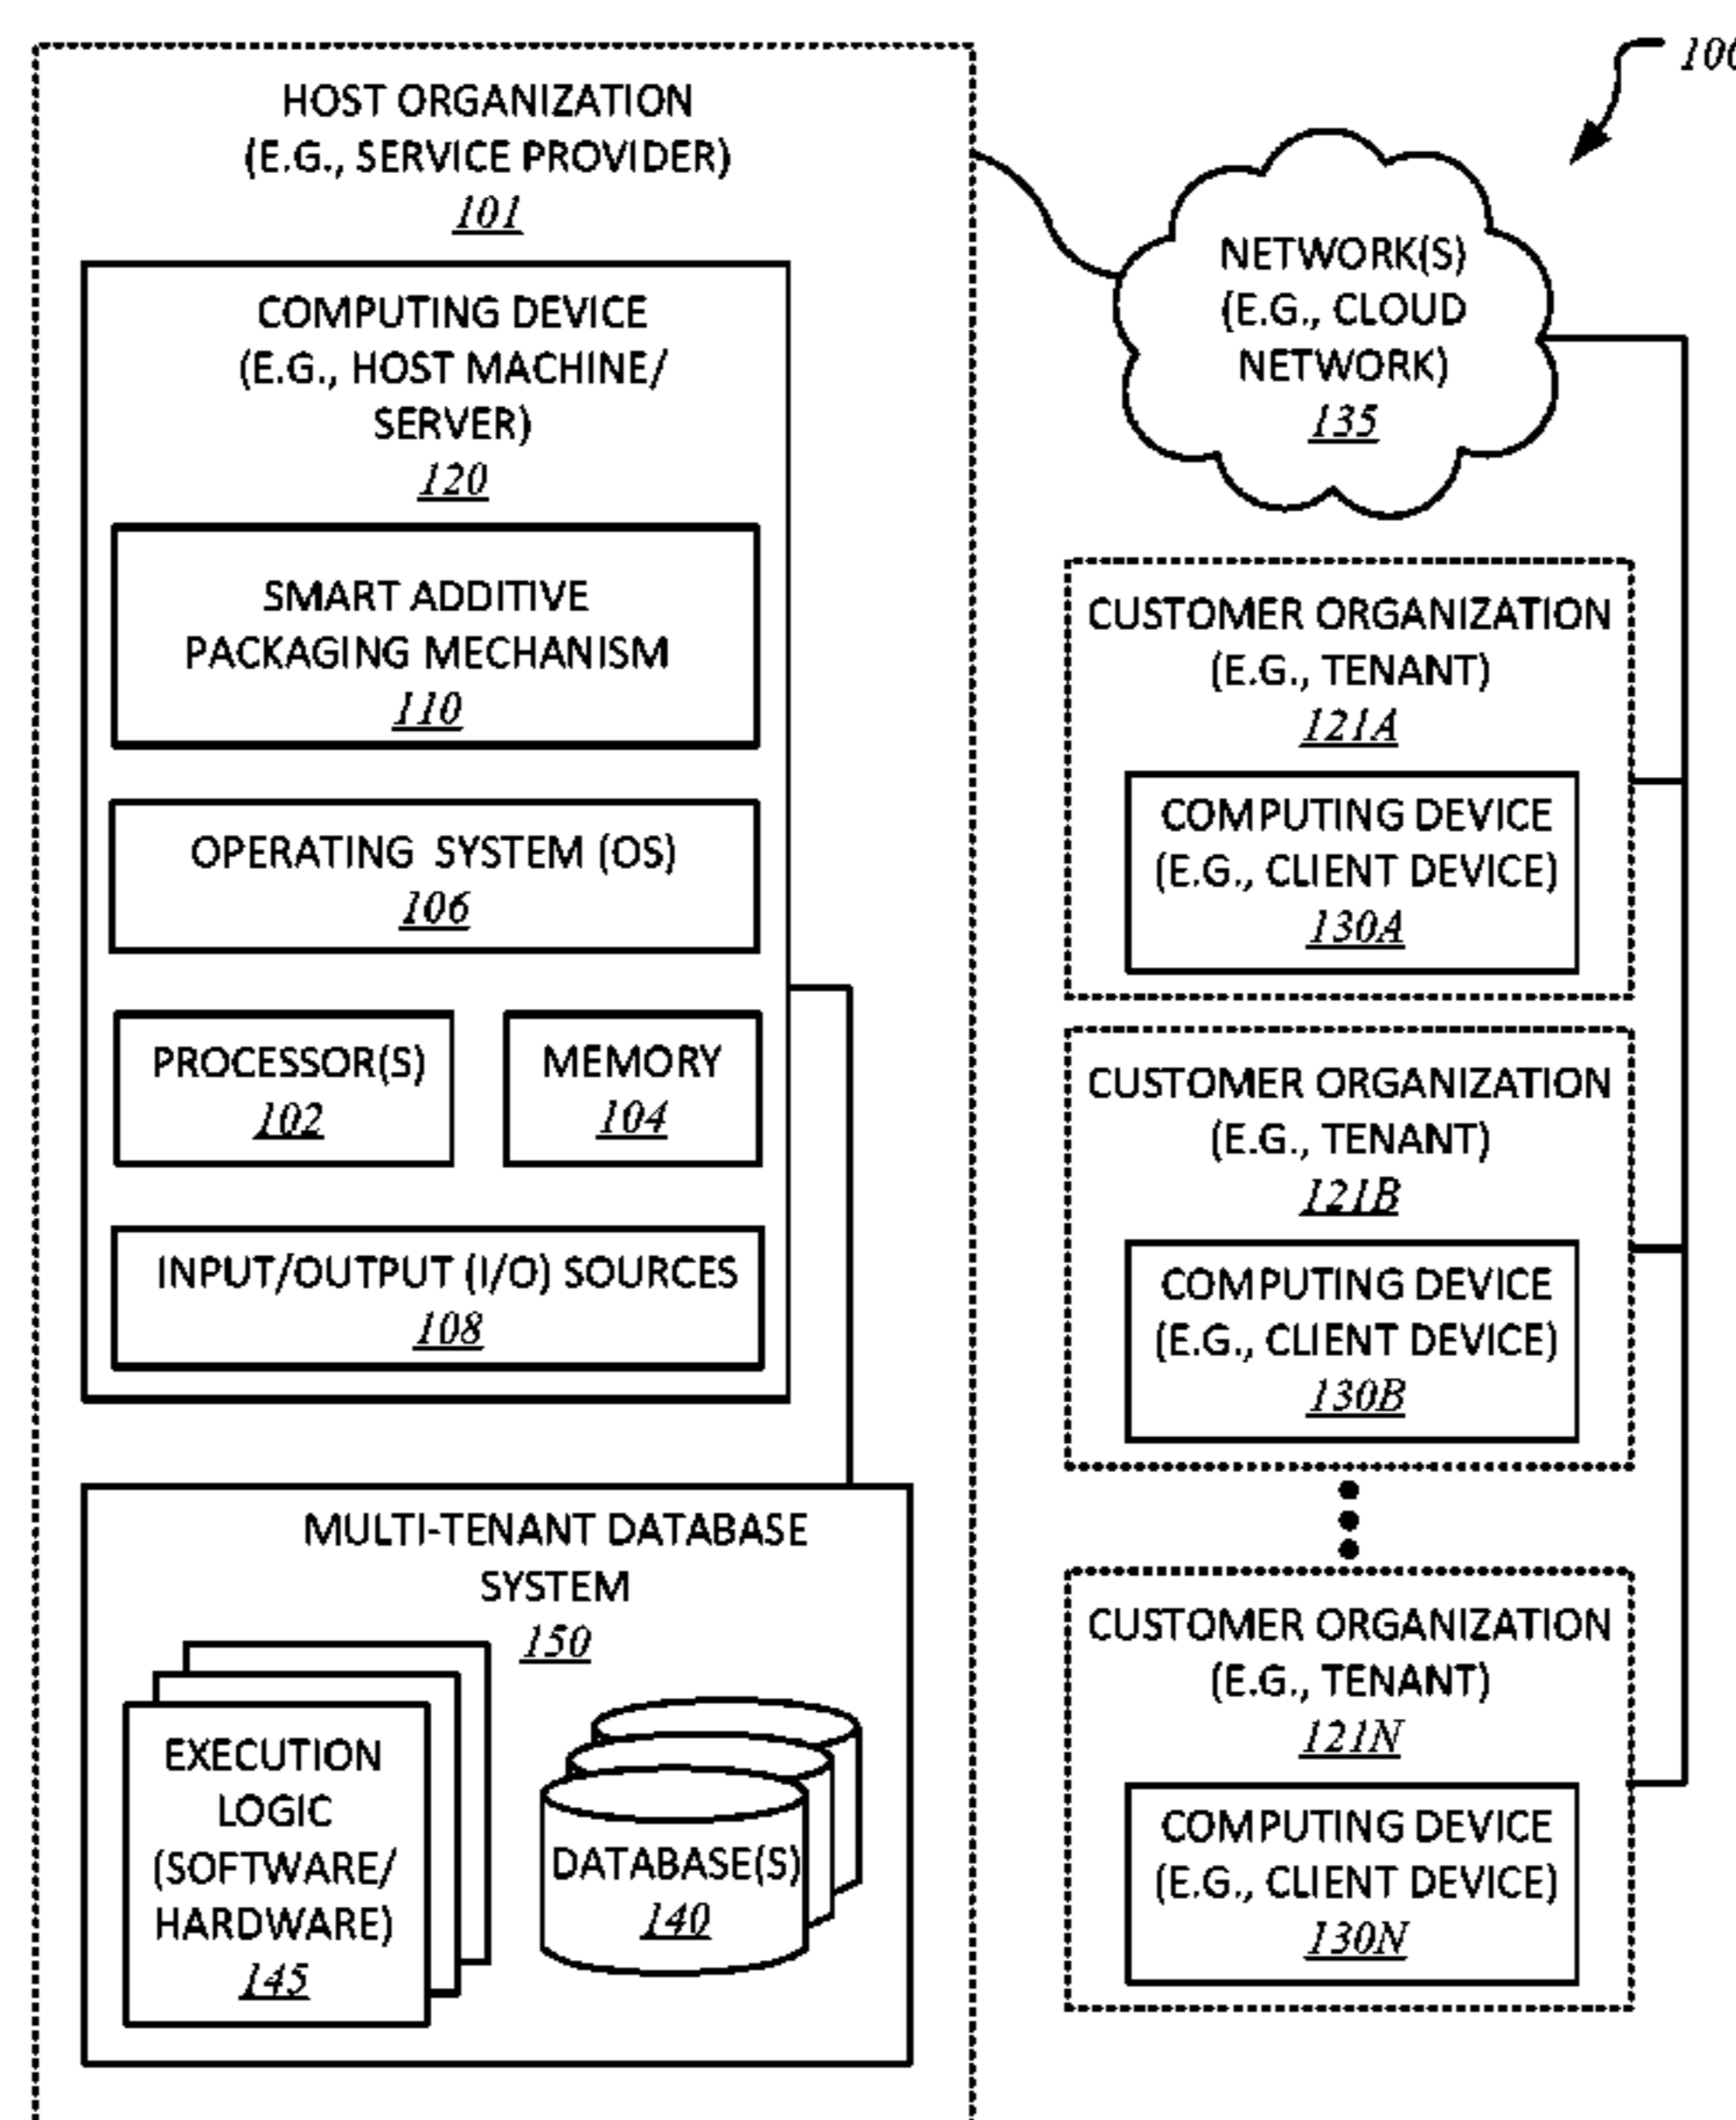 HOST ORGANIZATION
(E.G., SERVICE PROVIDER)
101
COMPUTING DEVICE
(E.G., HOST MACHINE/
SERVER)
120
SMART ADDITIVE
PACKAGING MECHANISM
110
OPERATING SYSTEM (OS)
106
PROCESSOR(S)
102
MEMORY
104
INPUT/OUTPUT (I/O) SOURCES
108
MULTI-TENANT DATABASE
SYSTEM
150
EXECUTION
LOGIC
(SOFTWARE/
HARDWARE)
145
DATABASE(S)
140
100
NETWORK(S)
(E.G., CLOUD
NETWORK)
135
CUSTOMER ORGANIZATION
(E.G., TENANT)
121A
COMPUTING DEVICE
(E.G., CLIENT DEVICE)
130A
CUSTOMER ORGANIZATION
(E.G., TENANT)
121B
COMPUTING DEVICE
(E.G., CLIENT DEVICE)
130B
CUSTOMER ORGANIZATION
(E.G., TENANT)
121N
COMPUTING DEVICE
(E.G., CLIENT DEVICE)
130N